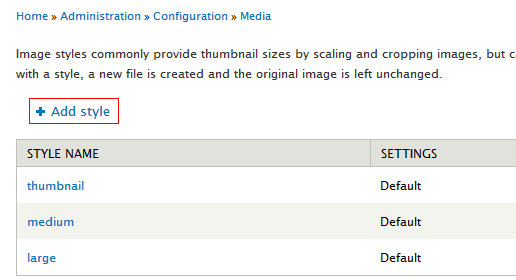 Home » Administration » Configuration » Media
Image styles commonly provide thumbnail sizes by scaling and cropping images, but
with a style, a new file is created and the original image is left unchanged.
+ Add style
STYLE NAME SETTINGS
thumbnail Default
medium Default
large Default